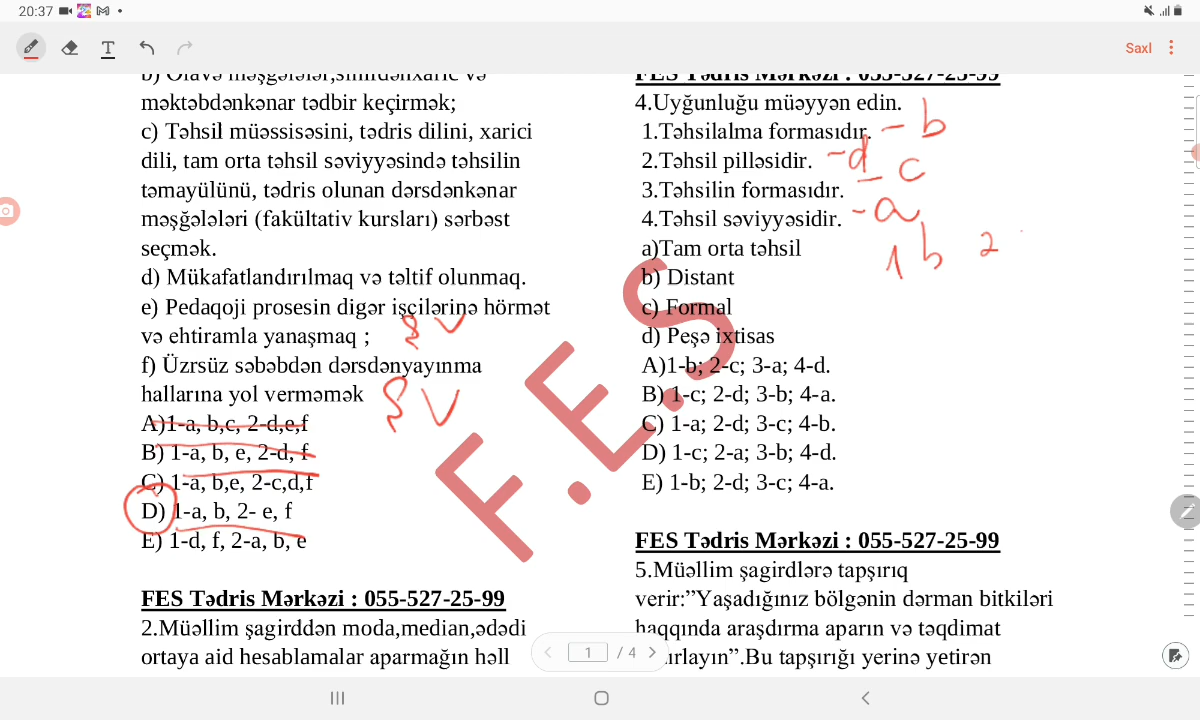 20:37
Saxl
məktəbdənkənar tədbir keçirmək;
c) Təhsil müəssisəsini, tədris dilini, xarici
dili, tam orta təhsil səviyyəsində təhsilin
təmayülünü, tədris olunan dərsdənkənar
məşğələləri (fakültativ kursları) sərbəst
seçmək.
d) Mükafatlandırılmaq və təltif olunmaq.
e) Pedaqoji prosesin digər işçilərinə hörmət
və ehtiramla yanaşmaq ;
f) Üzrsüz səbəbdən dərsdənyayınma
hallarına yol verməmək
V
V
A)1-a, b,c, 2-d,e,f
B) 1-a, b, e, 2-d, f
C) 1-a, b,e, 2-c,d,f
D) 1-a, b, 2- e, f
E) 1-d, f, 2-a, b, e
FES Tədris Mərkəzi : 055-527-25-99
2.Müəllim şagirddən moda,median,ədədi
ortaya aid hesablamalar aparmağın həll
FES Tədris Mərkəzi : 055-527-25-99
4.Uyğunluğu müəyyən edin.
1.Təhsilalma formasıdır. - b
2.Təhsil pilləsidir. - d
3.Təhsilin formasıdır. - c
4.Təhsil səviyyəsidir. - a
a)Tam orta təhsil 1b 2
b) Distant
c) Formal
d) Peşə ixtisas
A)1-b; 2-c; 3-a; 4-d.
B) 1-c; 2-d; 3-b; 4-a.
C) 1-a; 2-d; 3-c; 4-b.
D) 1-c; 2-a; 3-b; 4-d.
E) 1-b; 2-d; 3-c; 4-a.
FES Tədris Mərkəzi : 055-527-25-99
5.Müəllim şagirdlərə tapşırıq
verir:”Yaşadığınız bölgənin dərman bitkiləri
haqqında araşdırma aparın və təqdimat
”.Bu tapşırığı yerinə yetirən
F.E.S
1 / 4